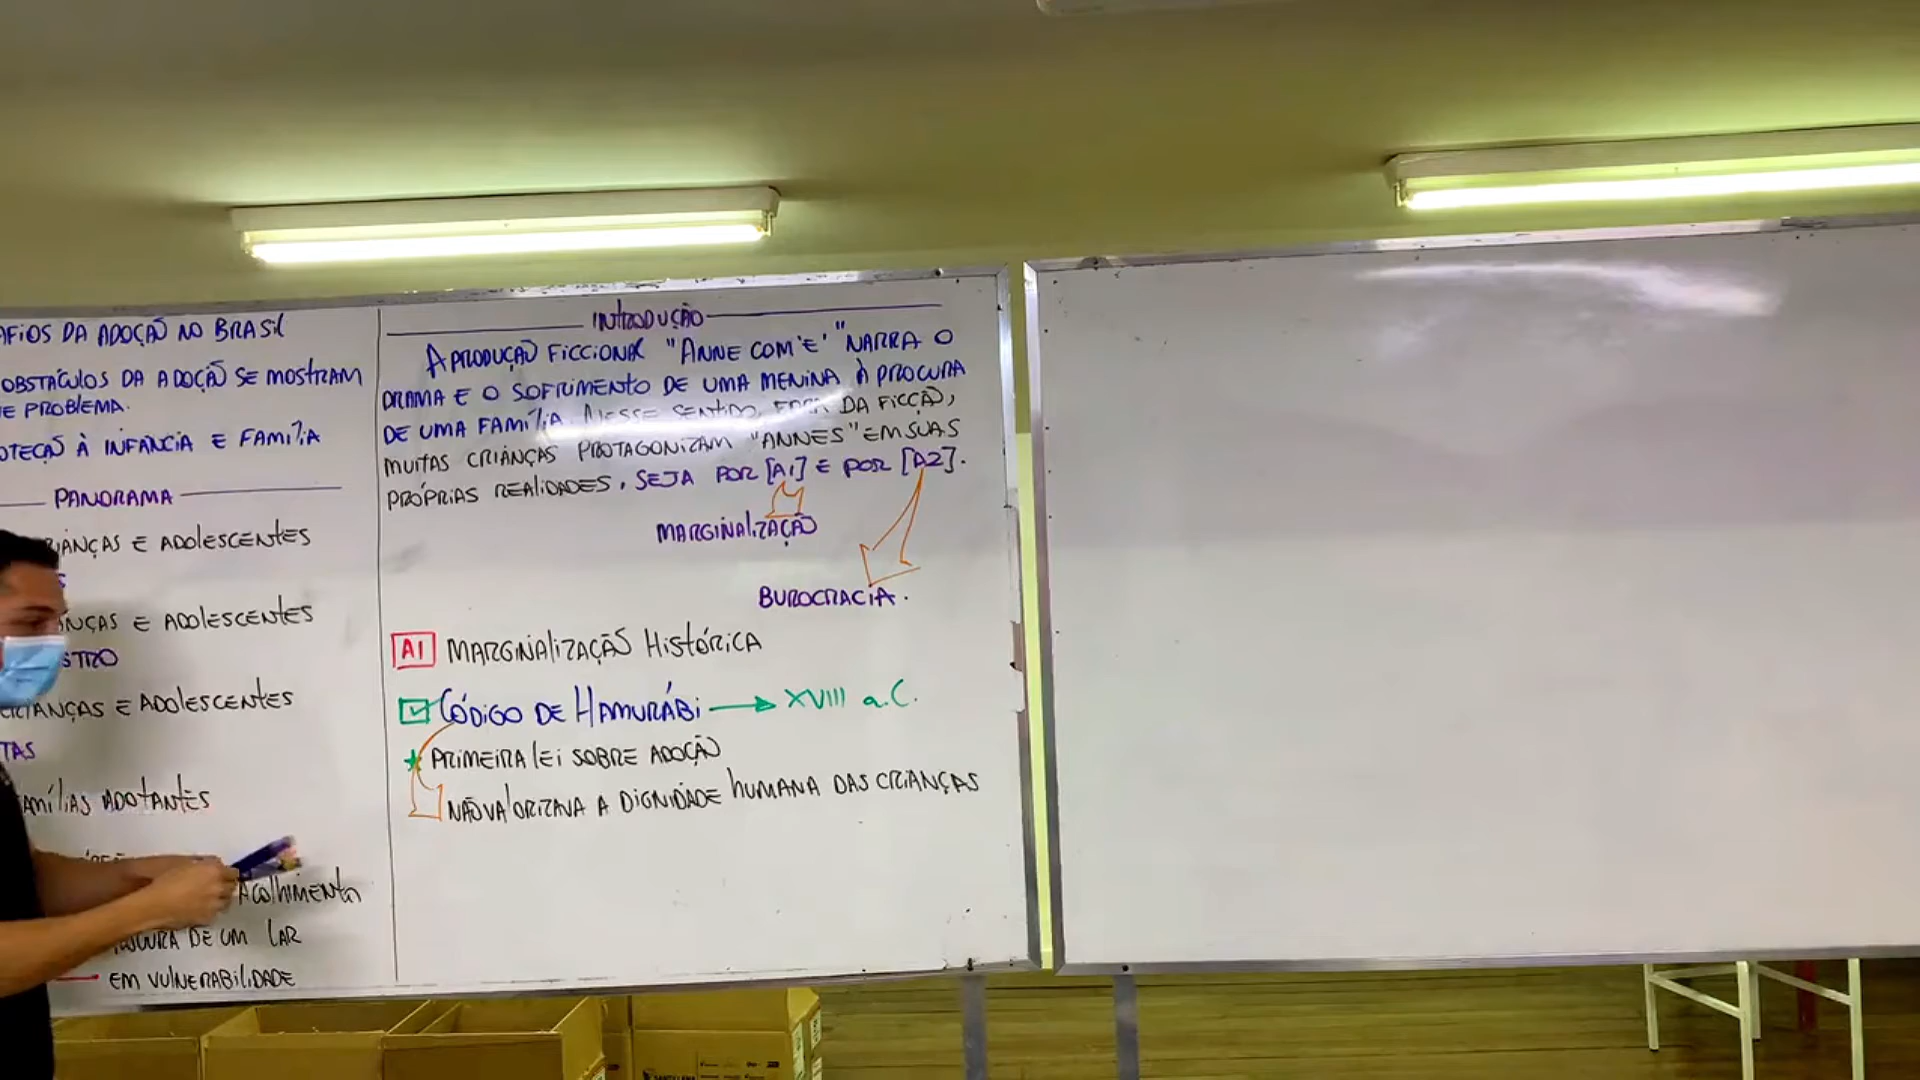 AFIOS DA ADOÇÃO NO BRASIL
OBSTÁCULOS DA ADOÇÃO SE MOSTRAM
E PROBLEMA.
OTEÇÃO À INFÂNCIA E FAMÍLIA
PANORAMA
IANÇAS E ADOLESCENTES
S
ANÇAS E ADOLESCENTES
STRO
CRIANÇAS E ADOLESCENTES
TAS
AMÍLIAS ADOTANTES
ACOLHIMENTO
DE UM LAR
EM VULNERABILIDADE
INTRODUÇÃO
A PRODUÇÃO FICCIONAL "ANNE COM 'E'" NARRA O
DRAMA E O SOFRIMENTO DE UMA MENINA À PROCURA
DE UMA FAMÍLIA. NESSE SENTIDO, FORA DA FICÇÃO,
MUITAS CRIANÇAS PROTAGONIZAM "ANNES" EM SUAS
PRÓPRIAS REALIDADES, SEJA POR [A1] E POR [A2].
MARGINALIZAÇÃO
BUROCRACIA.
A1 MARGINALIZAÇÃO HISTÓRICA
CÓDIGO DE HAMURÁBI → XVIII a.C.
PRIMEIRA LEI SOBRE ADOÇÃO
NÃO VALORIZAVA A DIGNIDADE HUMANA DAS CRIANÇAS